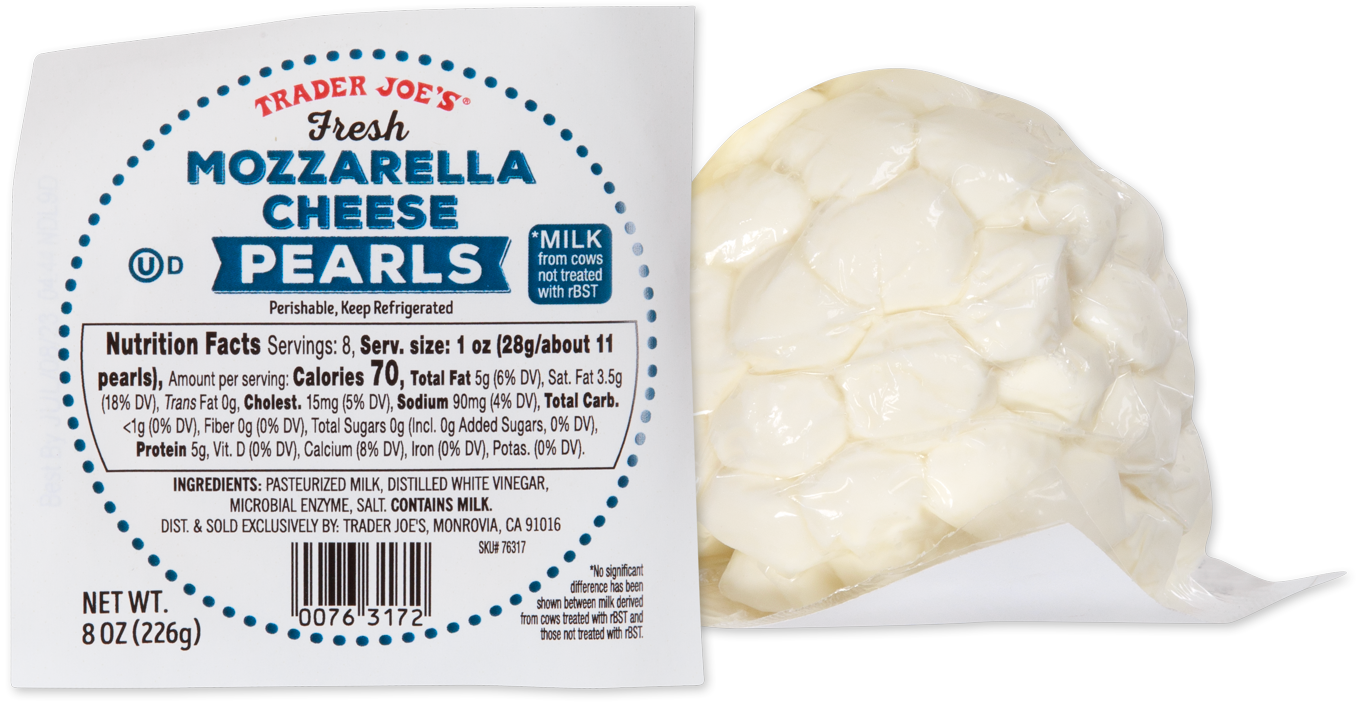 TRADER JOE'S®
Fresh
MOZZARELLA
CHEESE
PEARLS
U D
*MILK
from cows
not treated
with rBST
Perishable, Keep Refrigerated
Nutrition Facts Servings: 8, Serv. size: 1 oz (28g/about 11
pearls), Amount per serving: Calories 70, Total Fat 5g (6% DV), Sat. Fat 3.5g
(18% DV), Trans Fat 0g, Cholest. 15mg (5% DV), Sodium 90mg (4% DV), Total Carb.
<1g (0% DV), Fiber 0g (0% DV), Total Sugars 0g (Incl. 0g Added Sugars, 0% DV),
Protein 5g, Vit. D (0% DV), Calcium (8% DV), Iron (0% DV), Potas. (0% DV).
INGREDIENTS: PASTEURIZED MILK, DISTILLED WHITE VINEGAR,
MICROBIAL ENZYME, SALT. CONTAINS MILK.
DIST. & SOLD EXCLUSIVELY BY: TRADER JOE'S, MONROVIA, CA 91016
SKU# 76317
0076 3172
NET WT.
8 OZ (226g)
*No significant
difference has been
shown between milk derived
from cows treated with rBST and
those not treated with rBST.
Best By